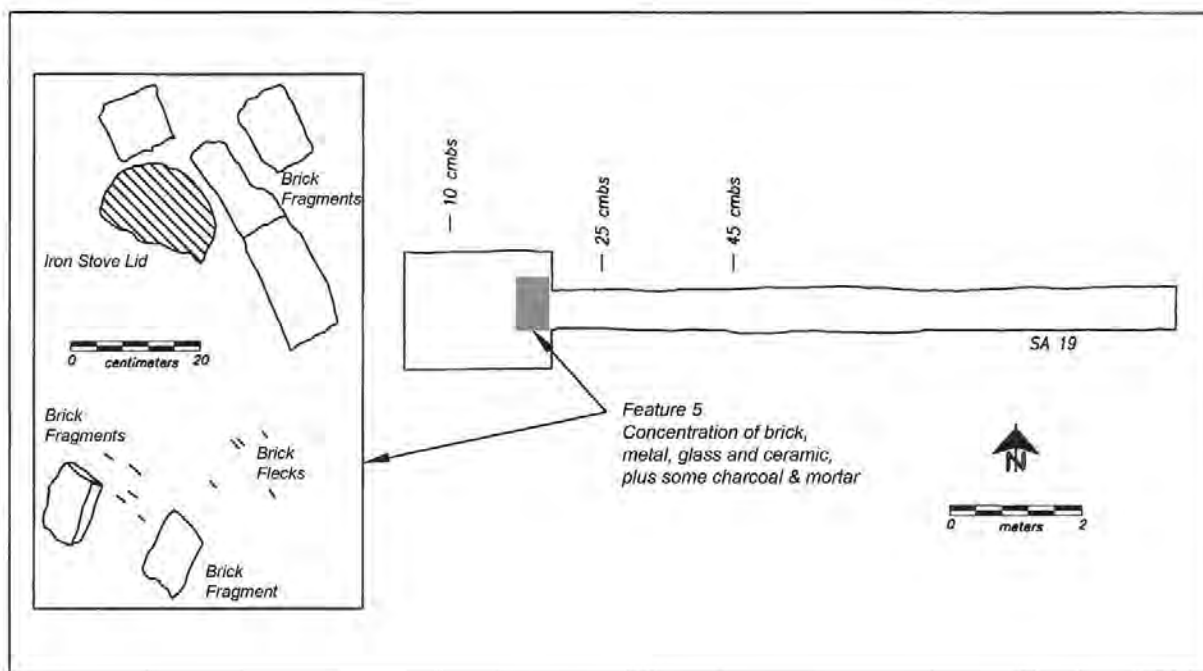 Brick
Fragments
Iron Stove Lid
0 centimeters 20
Brick
Fragments
Brick
Flecks
Brick
Fragment
— 10 cmbs
— 25 cmbs
— 45 cmbs
SA 19
Feature 5
Concentration of brick,
metal, glass and ceramic,
plus some charcoal & mortar
N
0 meters 2